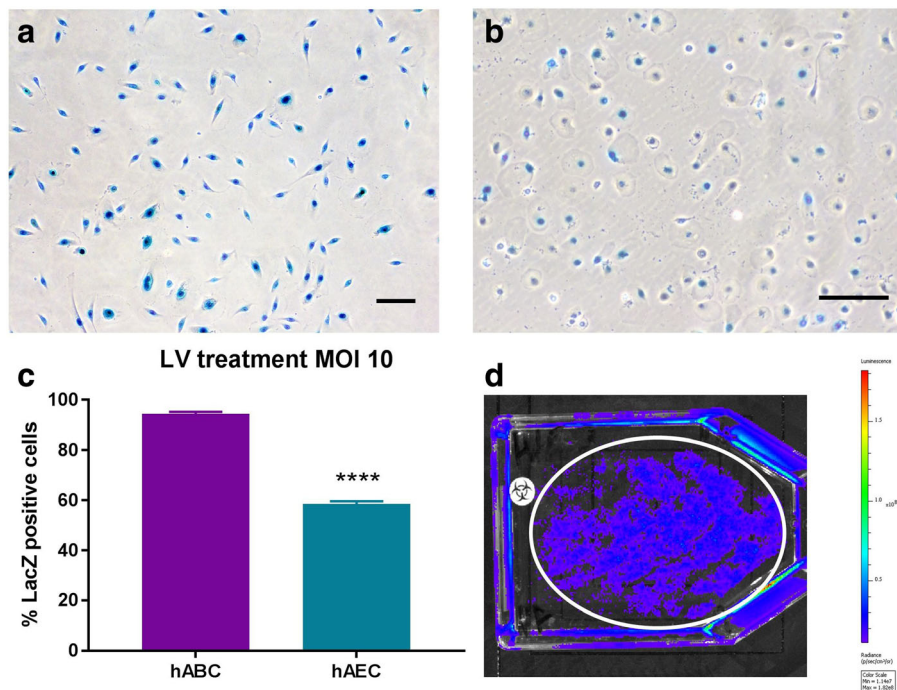 a
b
LV treatment MOI 10
c
% LacZ positive cells
100
80
60
40
20
0
****
hABC
hAEC
d
Luminescence
1.5
1.0
0.5
Radiance
(p/sec/cm²/sr)
Color Scale
Min = 1.14e7
Max = 1.82e8